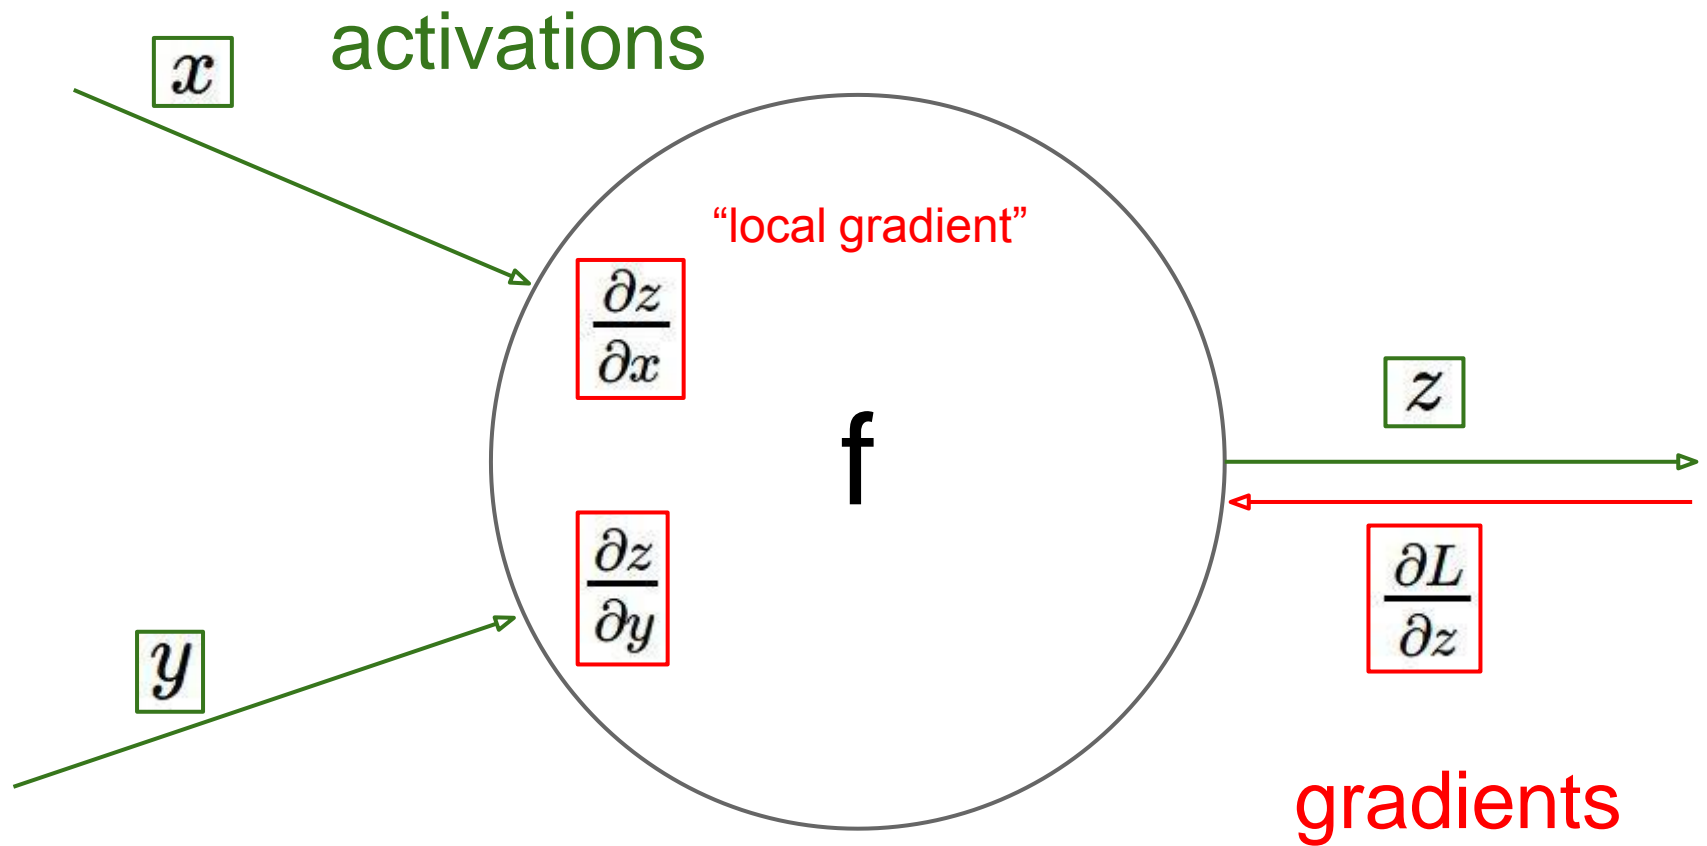 activations
x
“local gradient”
∂z
∂x
z
f
∂z
∂y
∂L
∂z
y
gradients